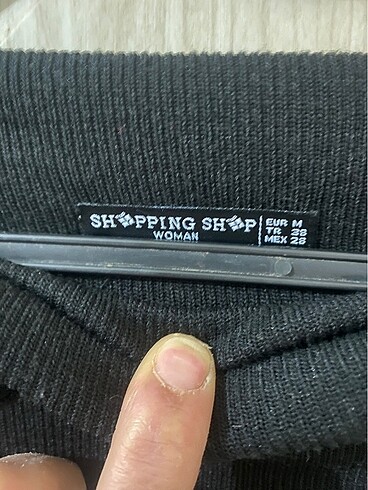 SHOPPING SHOP
WOMAN
EUR M
TR 38
MEX 28